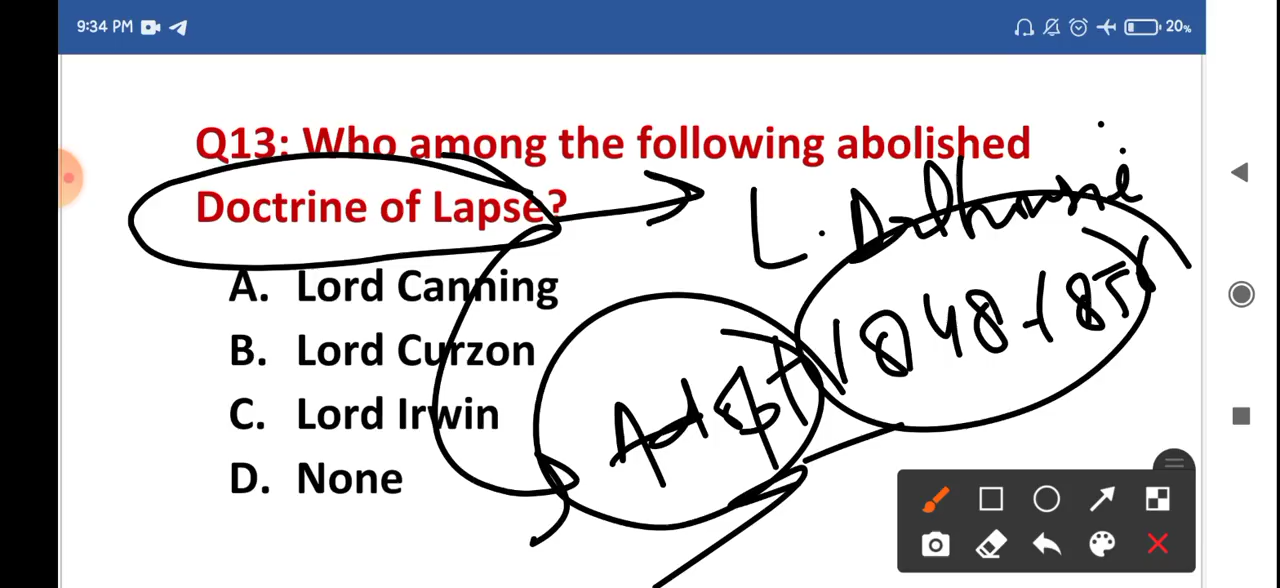 9:34 PM 20%
Q13: Who among the following abolished
Doctrine of Lapse?
L. Dalhousie
A. Lord Canning
1848-1856
B. Lord Curzon
Adopt
C. Lord Irwin
D. None